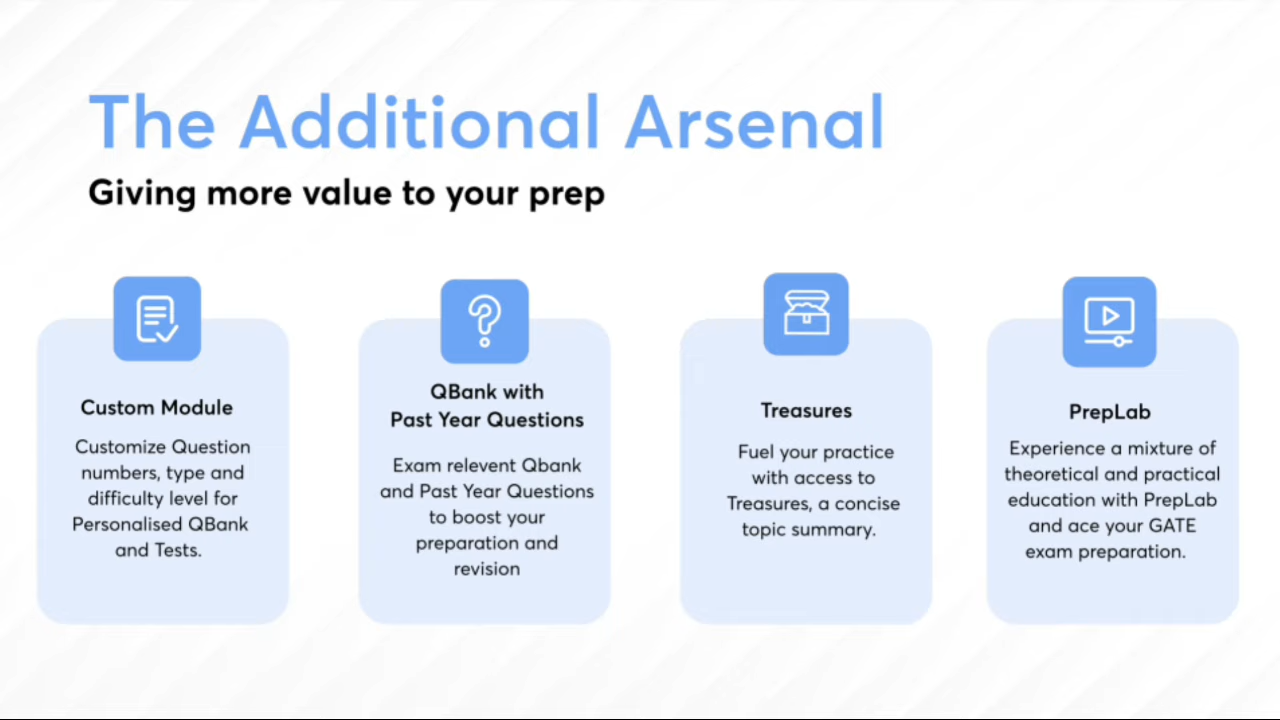 The Additional Arsenal
Giving more value to your prep
Custom Module
Customize Question
numbers, type and
difficulty level for
Personalised QBank
and Tests.
QBank with
Past Year Questions
Exam relevent Qbank
and Past Year Questions
to boost your
preparation and
revision
Treasures
Fuel your practice
with access to
Treasures, a concise
topic summary.
PrepLab
Experience a mixture of
theoretical and practical
education with PrepLab
and ace your GATE
exam preparation.